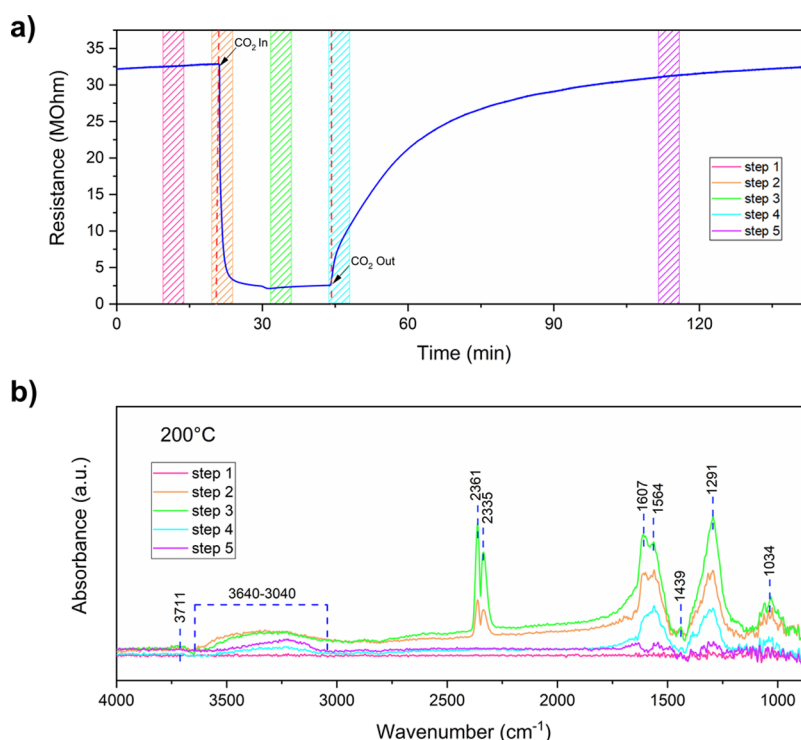 a)
Resistance (MOhm)
35
30
25
20
15
10
5
0
CO2 In
CO2 Out
step 1
step 2
step 3
step 4
step 5
0
30
60
90
120
Time (min)
b)
Absorbance (a.u.)
200°C
step 1
step 2
step 3
step 4
step 5
3711
3640-3040
2361
2335
1607
1564
1439
1291
1034
4000
3500
3000
2500
2000
1500
1000
Wavenumber (cm⁻¹)